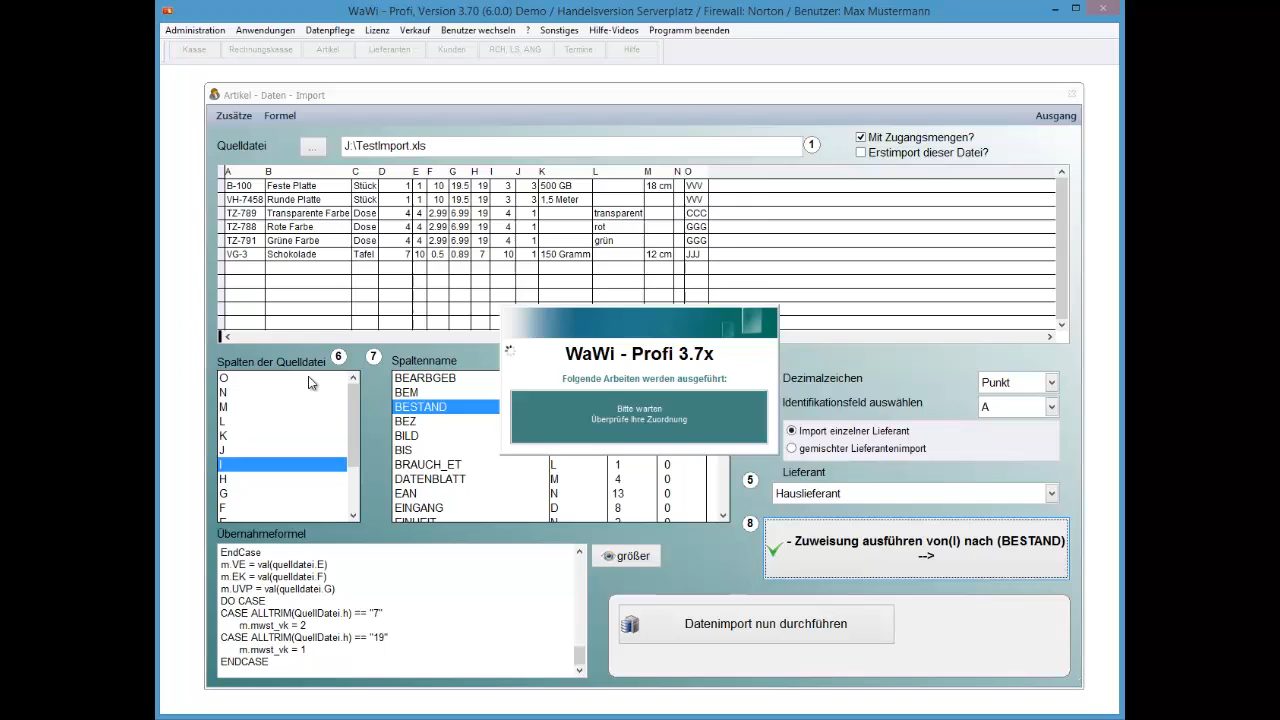 WaWi - Profi, Version 3.70 (6.0.0) Demo / Handelsversion Serverplatz / Firewall: Norton / Benutzer: Max Mustermann
Administration Anwendungen Datenpflege Lizenz Verkauf Benutzer wechseln ? Sonstiges Hilfe-Videos Programm beenden
Kasse Rechnungskasse Artikel Lieferanten Kunden RCH, LS, ANG Termine Hilfe
Artikel - Daten - Import
Zusätze Formel Ausgang
Quelldatei ... J:\TestImport.xls 1
Mit Zugangsmengen?
Erstimport dieser Datei?
A B C D E F G H I J K L M N O
B-100 Feste Platte Stück 1 1 10 19.5 19 3 3 500 GB 18 cm VVV
VH-7458 Runde Platte Stück 1 1 10 19.5 19 3 3 1,5 Meter VVV
TZ-789 Transparente Farbe Dose 4 4 2.99 6.99 19 4 1 transparent CCC
TZ-788 Rote Farbe Dose 4 4 2.99 6.99 19 4 1 rot GGG
TZ-791 Grüne Farbe Dose 4 4 2.99 6.99 19 4 1 grün GGG
VG-3 Schokolade Tafel 7 10 0.5 0.89 7 10 1 150 Gramm 12 cm JJJ
Spalten der Quelldatei 6
O
N
M
L
K
J
I
H
G
F
7 Spaltenname
BEARBGEB
BEM
BESTAND
BEZ
BILD
BIS
BRAUCH_ET L 1 0
DATENBLATT M 4 0
EAN N 13 0
EINGANG D 8 0
EINHEIT N 2 0
WaWi - Profi 3.7x
Folgende Arbeiten werden ausgeführt:
Bitte warten
Überprüfe Ihre Zuordnung
Dezimalzeichen Punkt
Identifikationsfeld auswählen A
Import einzelner Lieferant
gemischter Lieferantenimport
Lieferant
5 Hauslieferant
8 - Zuweisung ausführen von(I) nach (BESTAND)
-->
Übernahmeformel
EndCase
m.VE = val(quelldatei.E)
m.EK = val(quelldatei.F)
m.UVP = val(quelldatei.G)
DO CASE
CASE ALLTRIM(QuellDatei.h) == "7"
m.mwst_vk = 2
CASE ALLTRIM(QuellDatei.h) == "19"
m.mwst_vk = 1
ENDCASE
größer
Datenimport nun durchführen